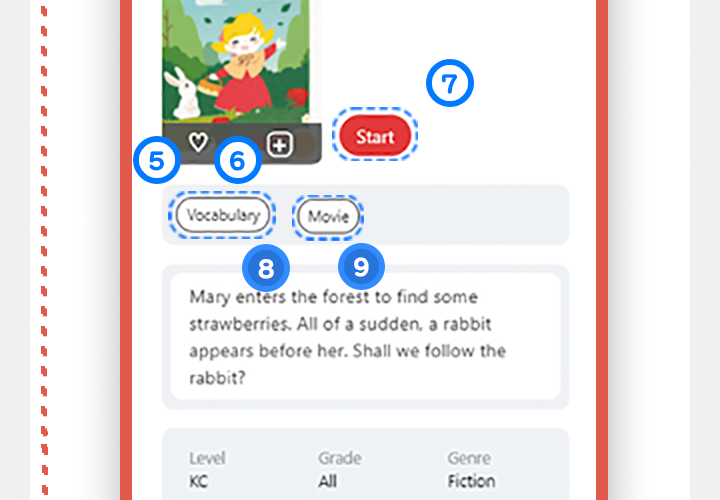 7
Start
5
6
Vocabulary
Movie
8
9
Mary enters the forest to find some
strawberries. All of a sudden, a rabbit
appears before her. Shall we follow the
rabbit?
Level
Grade
Genre
KC
All
Fiction